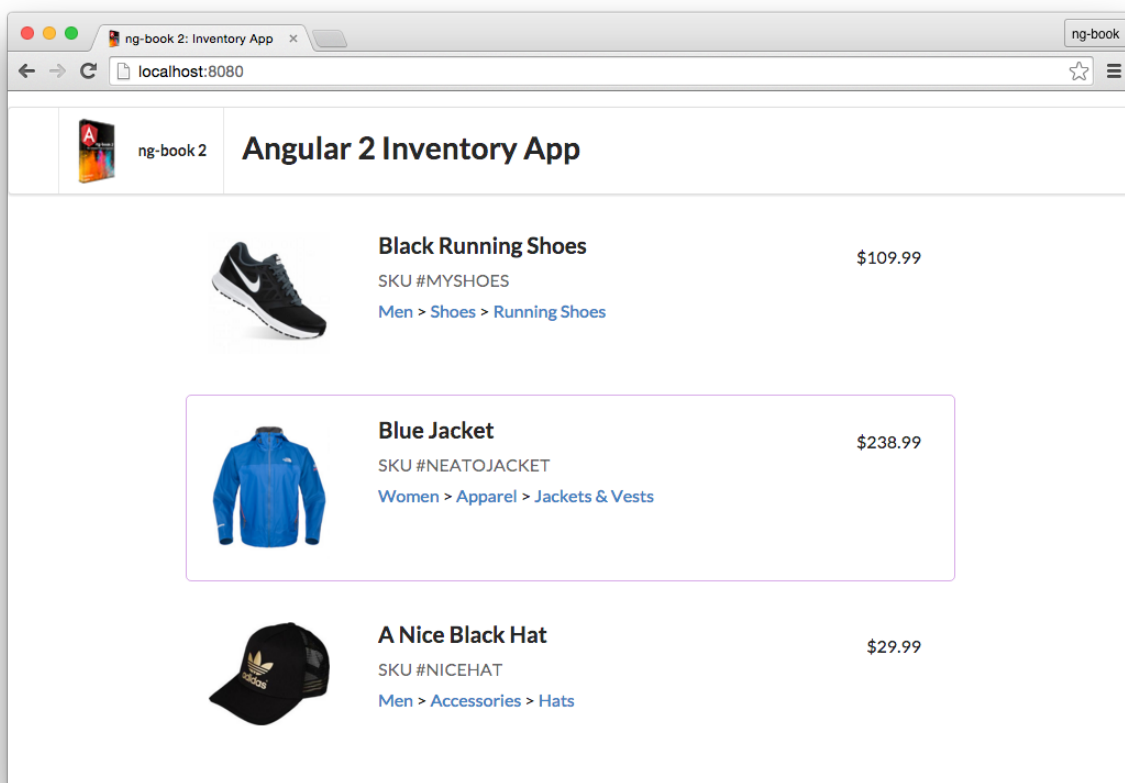 ng-book 2: Inventory App
ng-book
localhost:8080
ng-book 2
Angular 2 Inventory App
Black Running Shoes
$109.99
SKU #MYSHOES
Men > Shoes > Running Shoes
Blue Jacket
$238.99
SKU #NEATOJACKET
Women > Apparel > Jackets & Vests
A Nice Black Hat
$29.99
SKU #NICEHAT
adidas
Men > Accessories > Hats